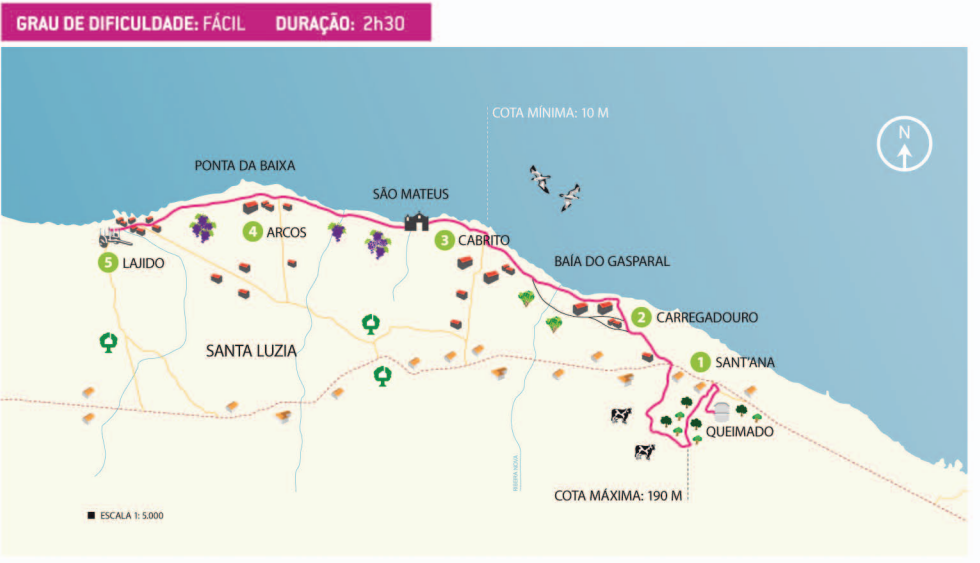 GRAU DE DIFICULDADE: FÁCIL DURAÇÃO: 2h30
COTA MÍNIMA: 10 M
N
PONTA DA BAIXA
SÃO MATEUS
4 ARCOS
3 CABRITO
5 LAJIDO
BAÍA DO GASPARAL
2 CARREGADOURO
SANTA LUZIA
1 SANT'ANA
QUEIMADO
RIBEIRA NOVA
COTA MÁXIMA: 190 M
ESCALA 1: 5.000